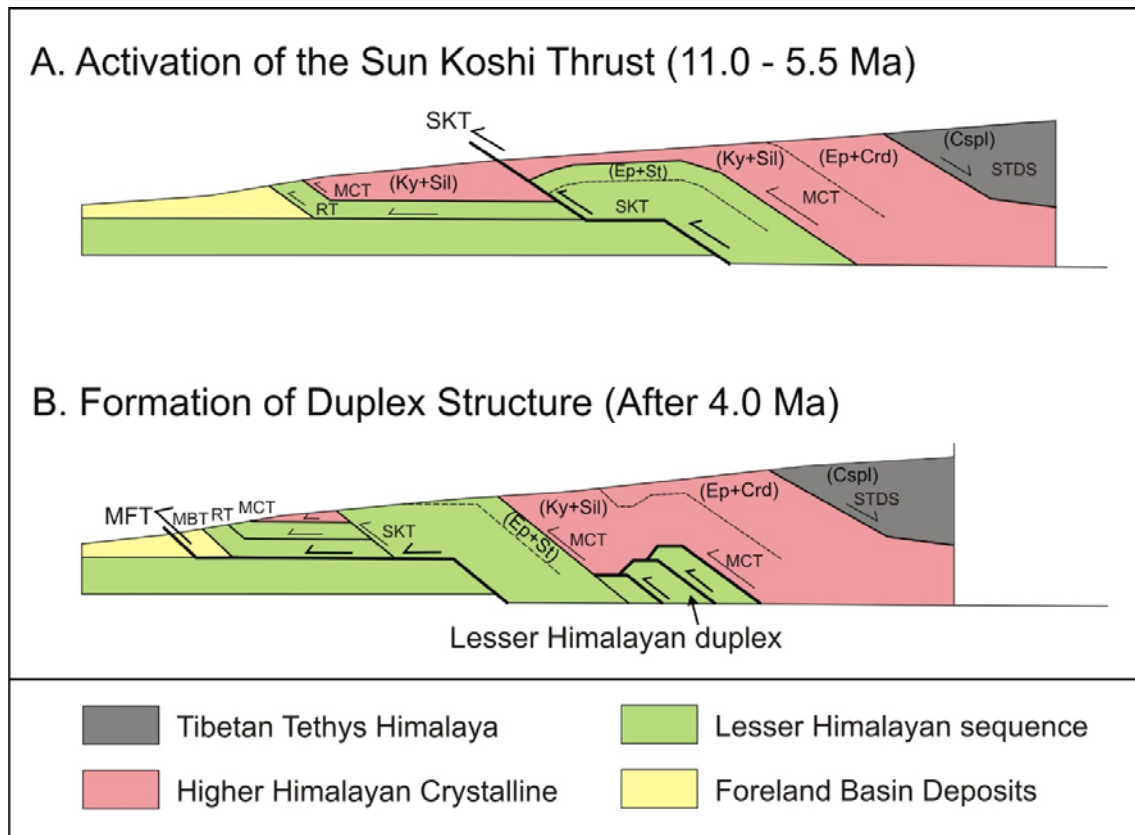 A. Activation of the Sun Koshi Thrust (11.0 - 5.5 Ma)
SKT
(Cspl)
(Ky+Sil)
(Ep+Crd)
STDS
(Ep+St)
MCT
(Ky+Sil)
MCT
RT
SKT
B. Formation of Duplex Structure (After 4.0 Ma)
(Cspl)
(Ep+Crd)
(Ky+Sil)
STDS
MFT
MBT
RT
MCT
SKT
(Ep+St)
MCT
MCT
Lesser Himalayan duplex
Tibetan Tethys Himalaya
Lesser Himalayan sequence
Higher Himalayan Crystalline
Foreland Basin Deposits